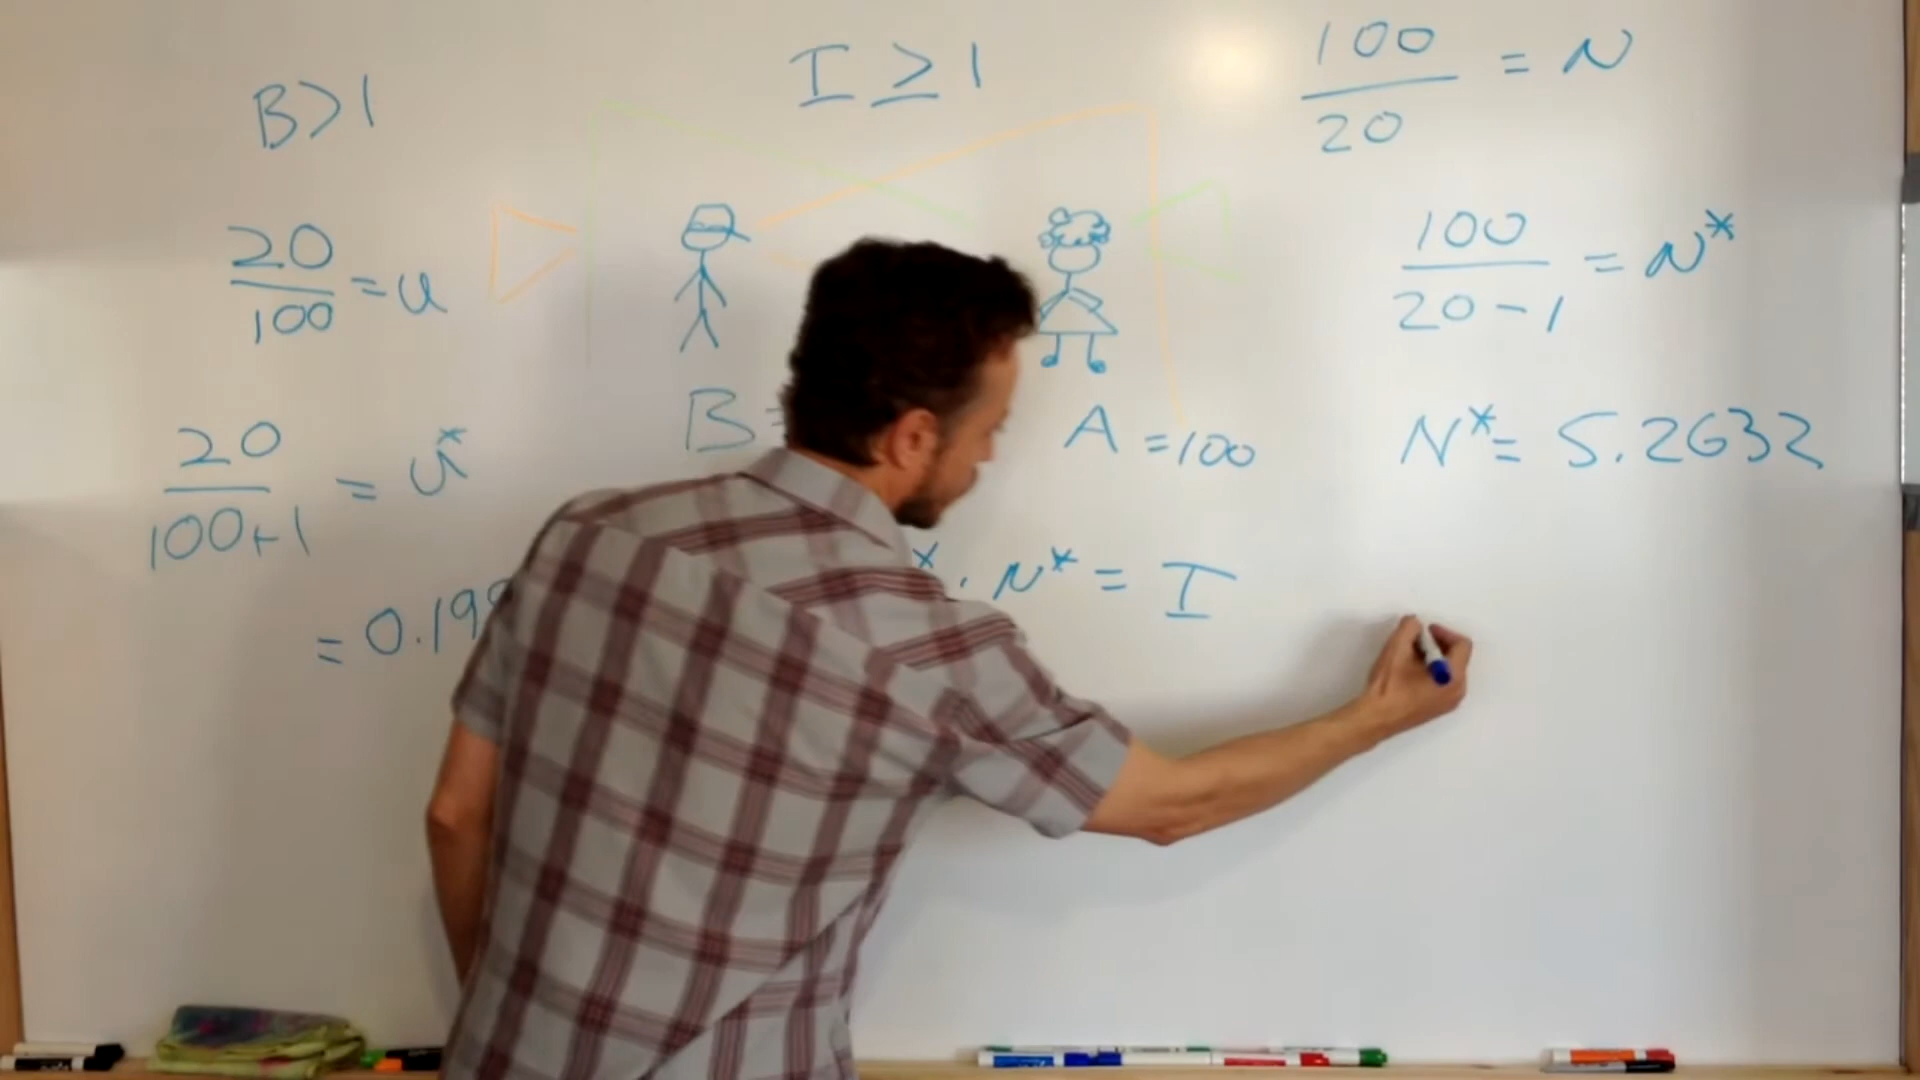 B>1
I≥1
100/20 = N
20/100 = u
100/20-1 = N*
20/100+1 = u*
B
A =100
N*= 5.2632
= 0.19
* · N* = I